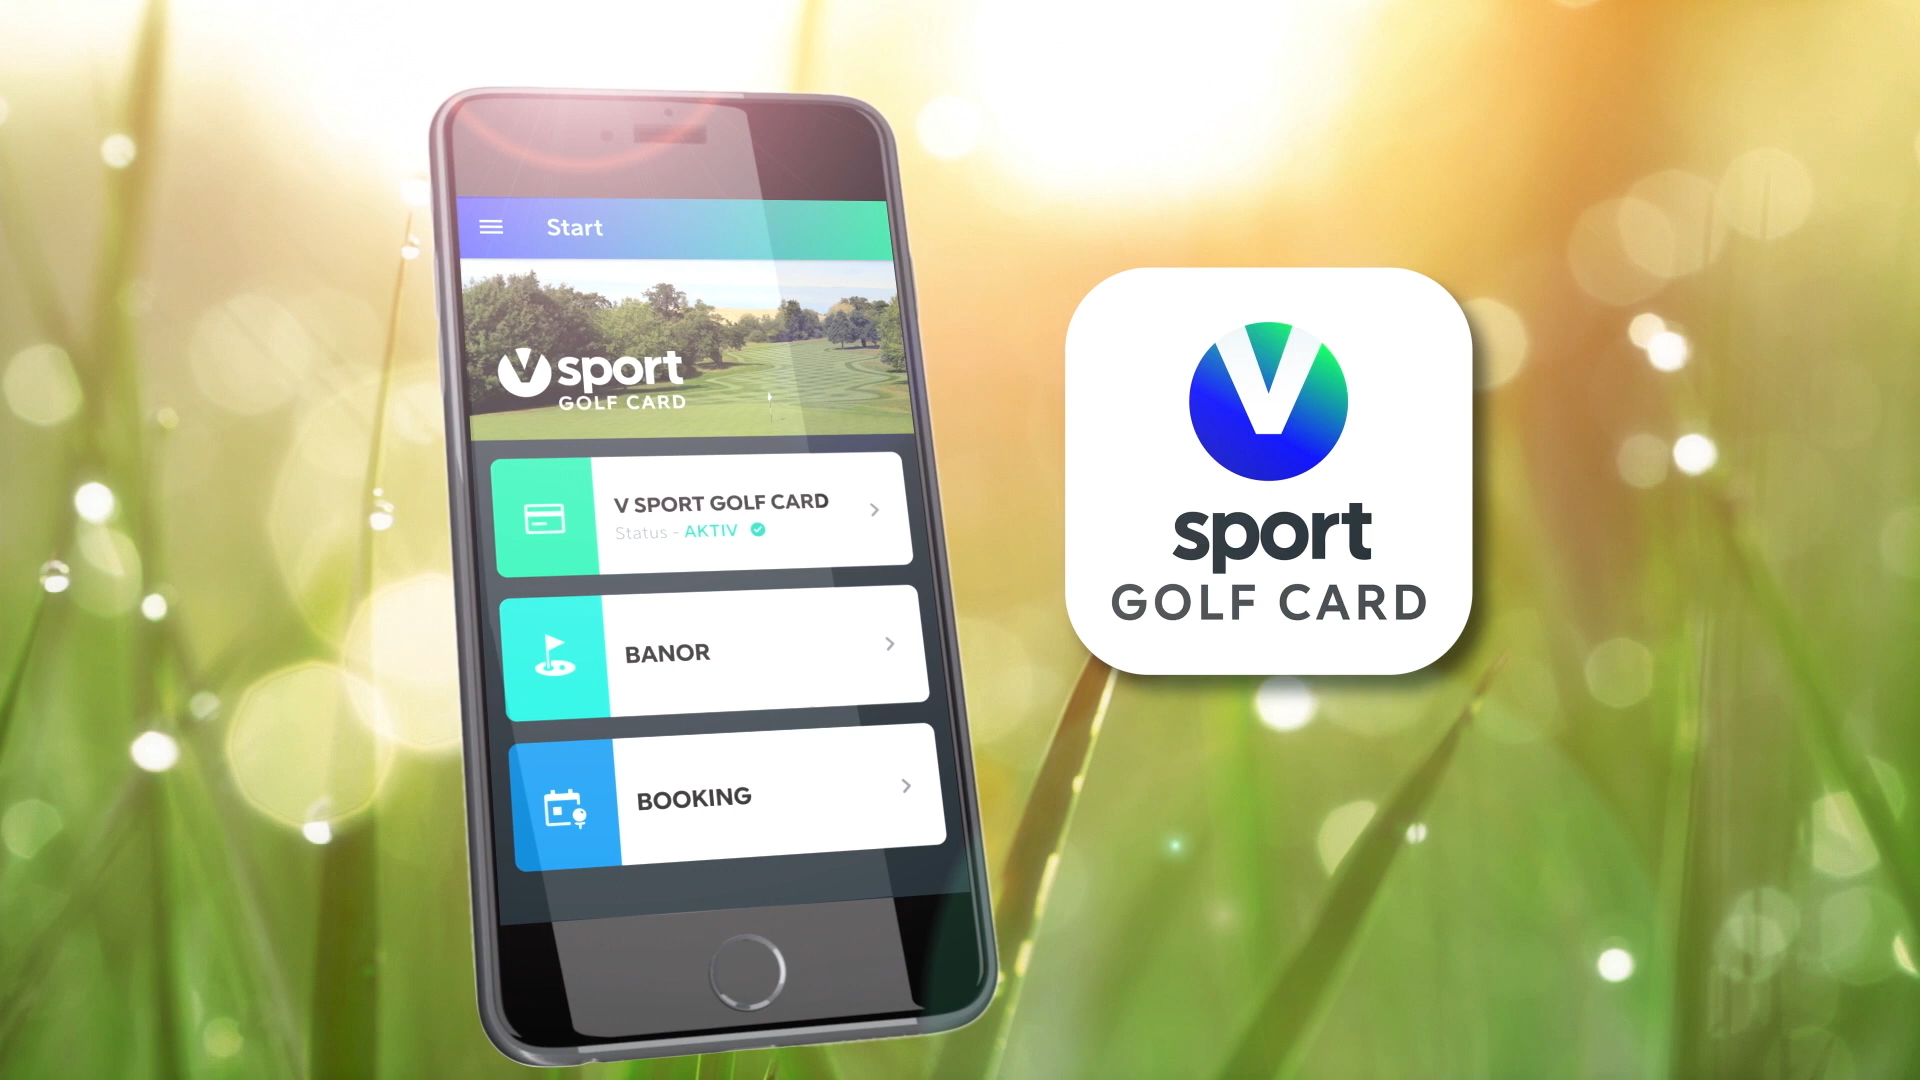 Start
V sport
GOLF CARD
V SPORT GOLF CARD
Status - AKTIV
BANOR
BOOKING
V
sport
GOLF CARD